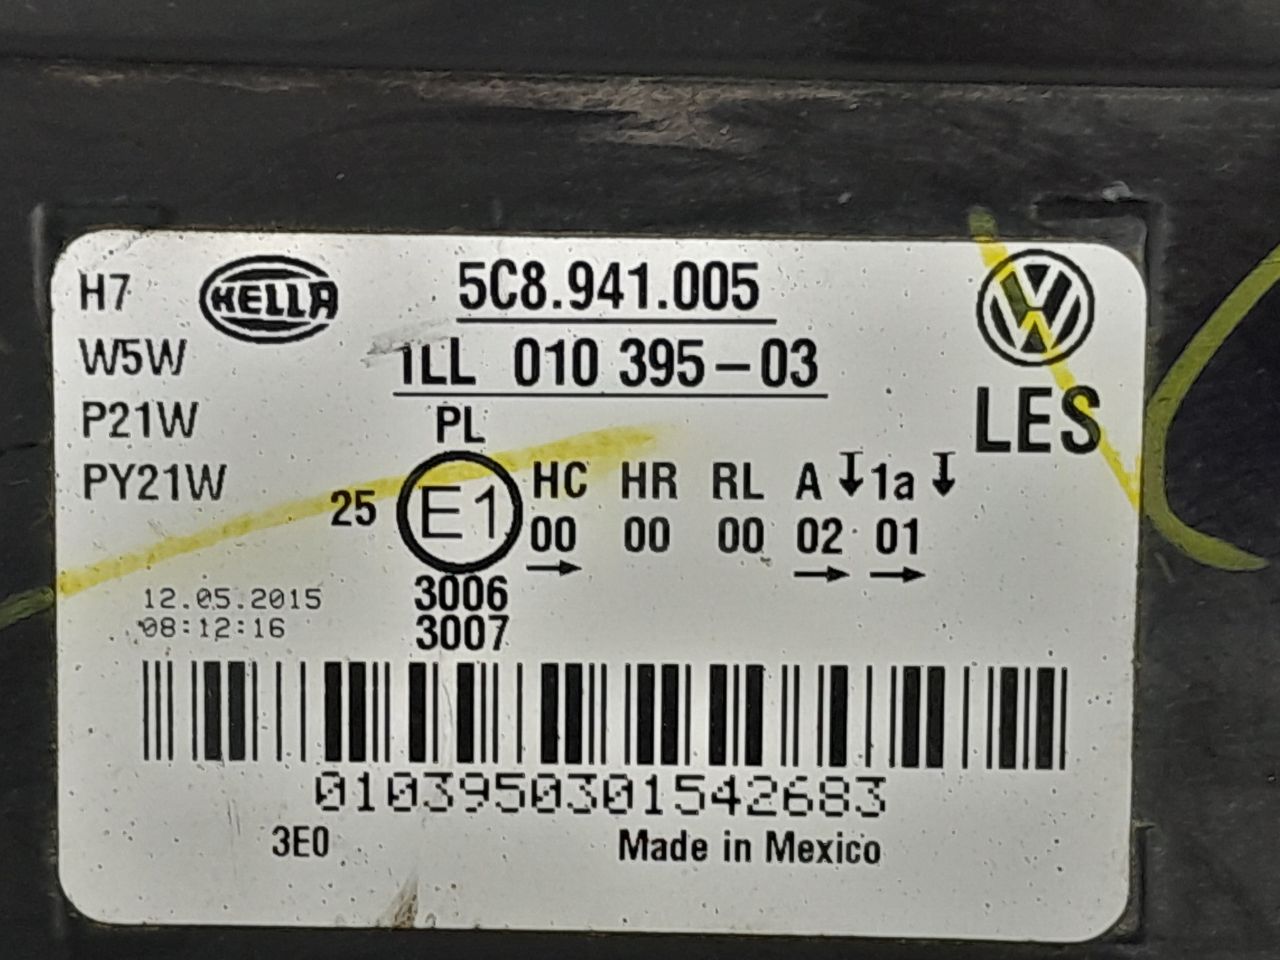 H7 HELLA 5C8.941.005
W5W 1LL 010 395-03
LES
P21W PL
PY21W 25 E1 HC HR RL A ↓ 1a ↓
00 00 00 02 01
→ → →
12.05.2015 3006
08:12:16 3007
0103950301542683
3E0 Made in Mexico